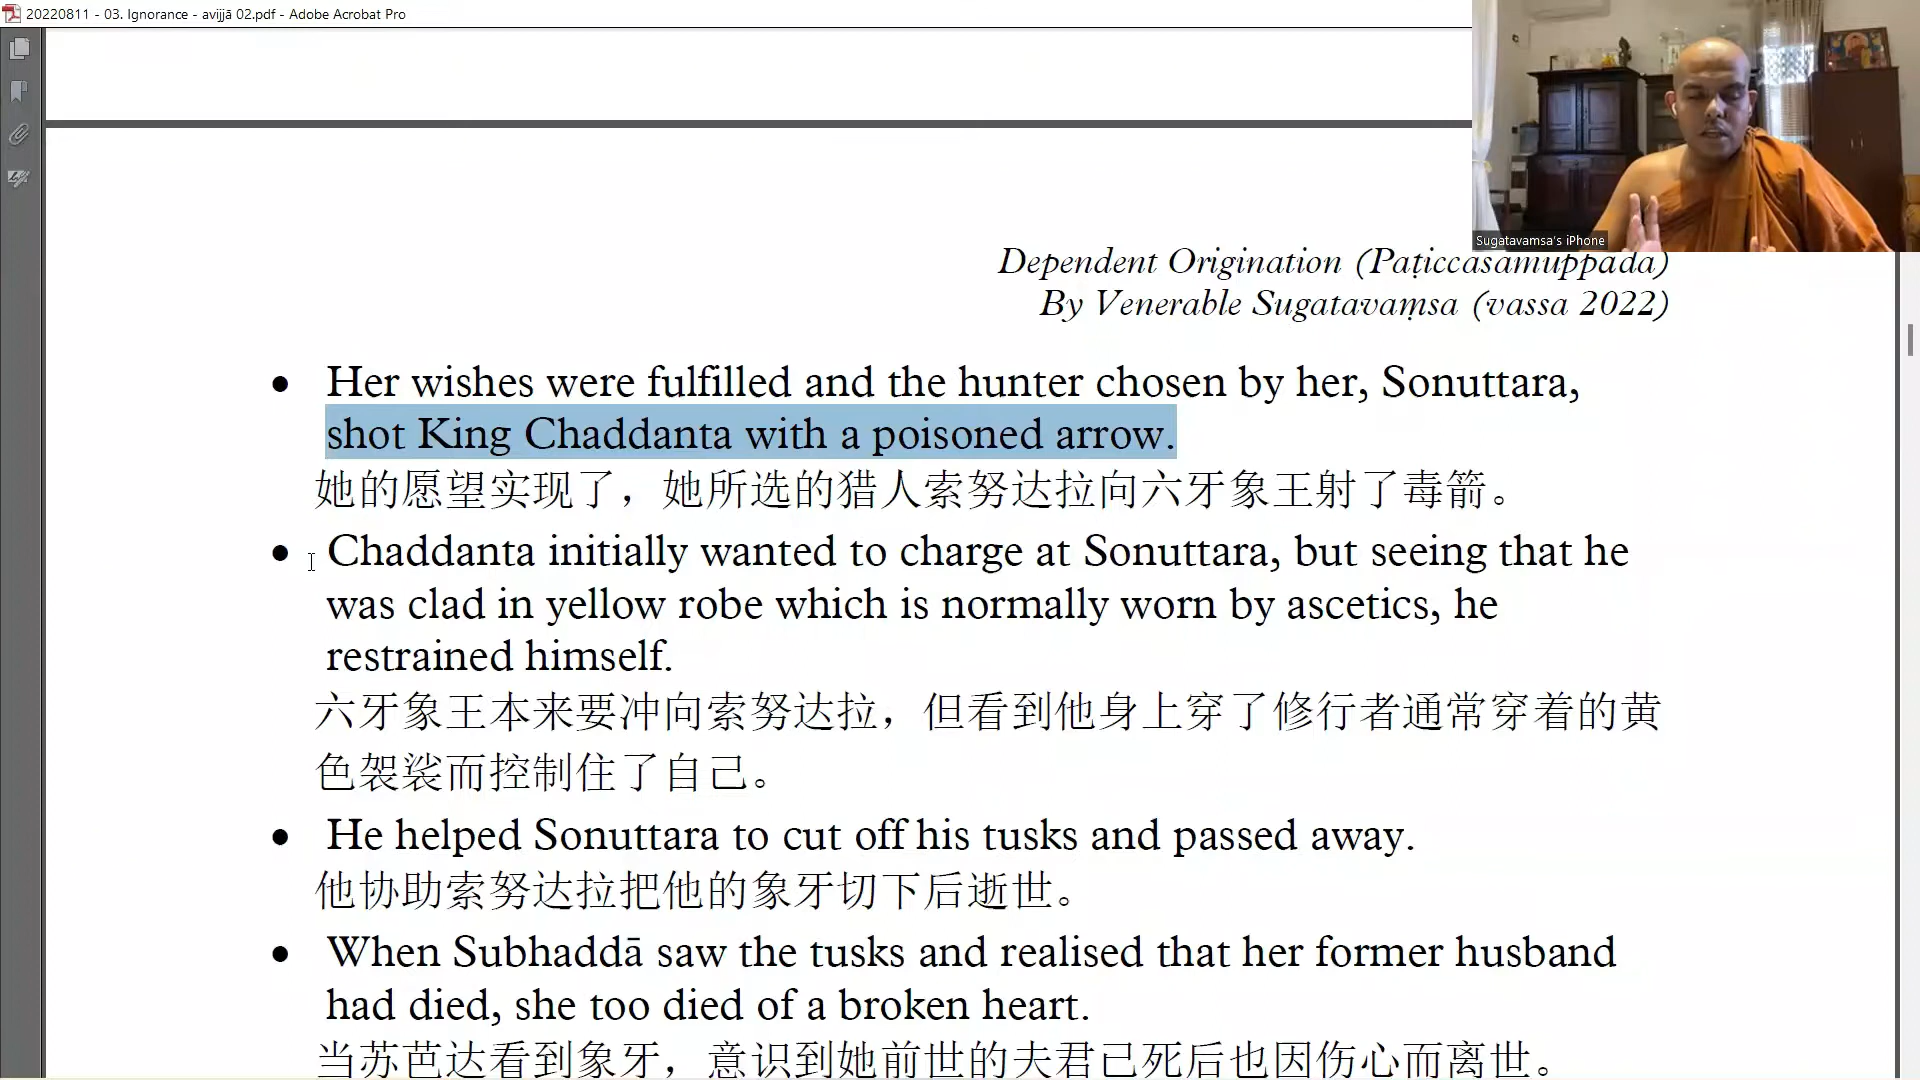 20220811 - 03. Ignorance - avijjā 02.pdf - Adobe Acrobat Pro
Sugatavamsa's iPhone
Dependent Origination (Paṭiccasamuppāda)
By Venerable Sugatavaṃsa (vassa 2022)
• Her wishes were fulfilled and the hunter chosen by her, Sonuttara,
shot King Chaddanta with a poisoned arrow.
她的愿望实现了，她所选的猎人索努达拉向六牙象王射了毒箭。
• Chaddanta initially wanted to charge at Sonuttara, but seeing that he
was clad in yellow robe which is normally worn by ascetics, he
restrained himself.
六牙象王本来要冲向索努达拉，但看到他身上穿了修行者通常穿着的黄
色袈裟而控制住了自己。
• He helped Sonuttara to cut off his tusks and passed away.
他协助索努达拉把他的象牙切下后逝世。
• When Subhaddā saw the tusks and realised that her former husband
had died, she too died of a broken heart.
当苏芭达看到象牙，意识到她前世的夫君已死后也因伤心而离世。